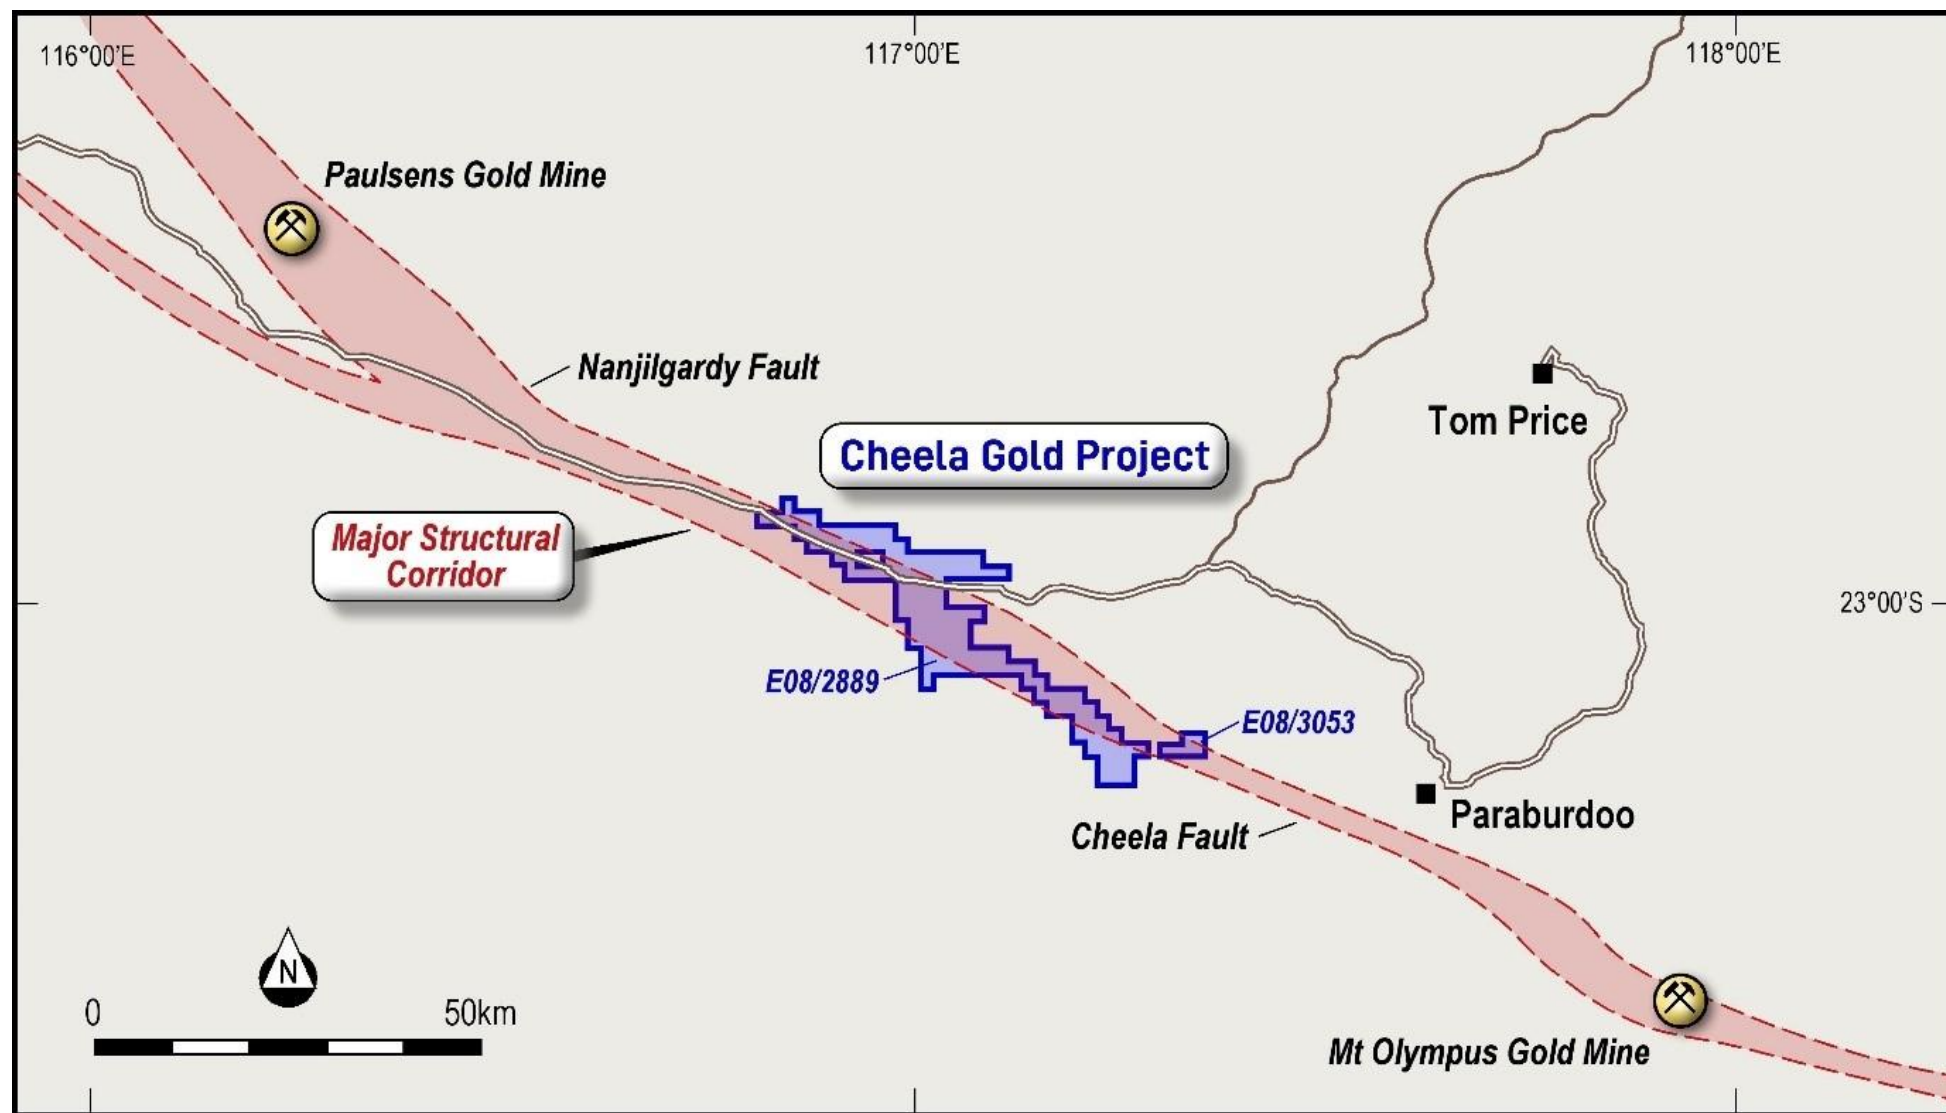 116°00'E
117°00'E
118°00'E
Paulsens Gold Mine
Nanjilgardy Fault
Tom Price
Cheela Gold Project
Major Structural
Corridor
23°00'S
E08/2889
E08/3053
Paraburdoo
Cheela Fault
N
0
50km
Mt Olympus Gold Mine